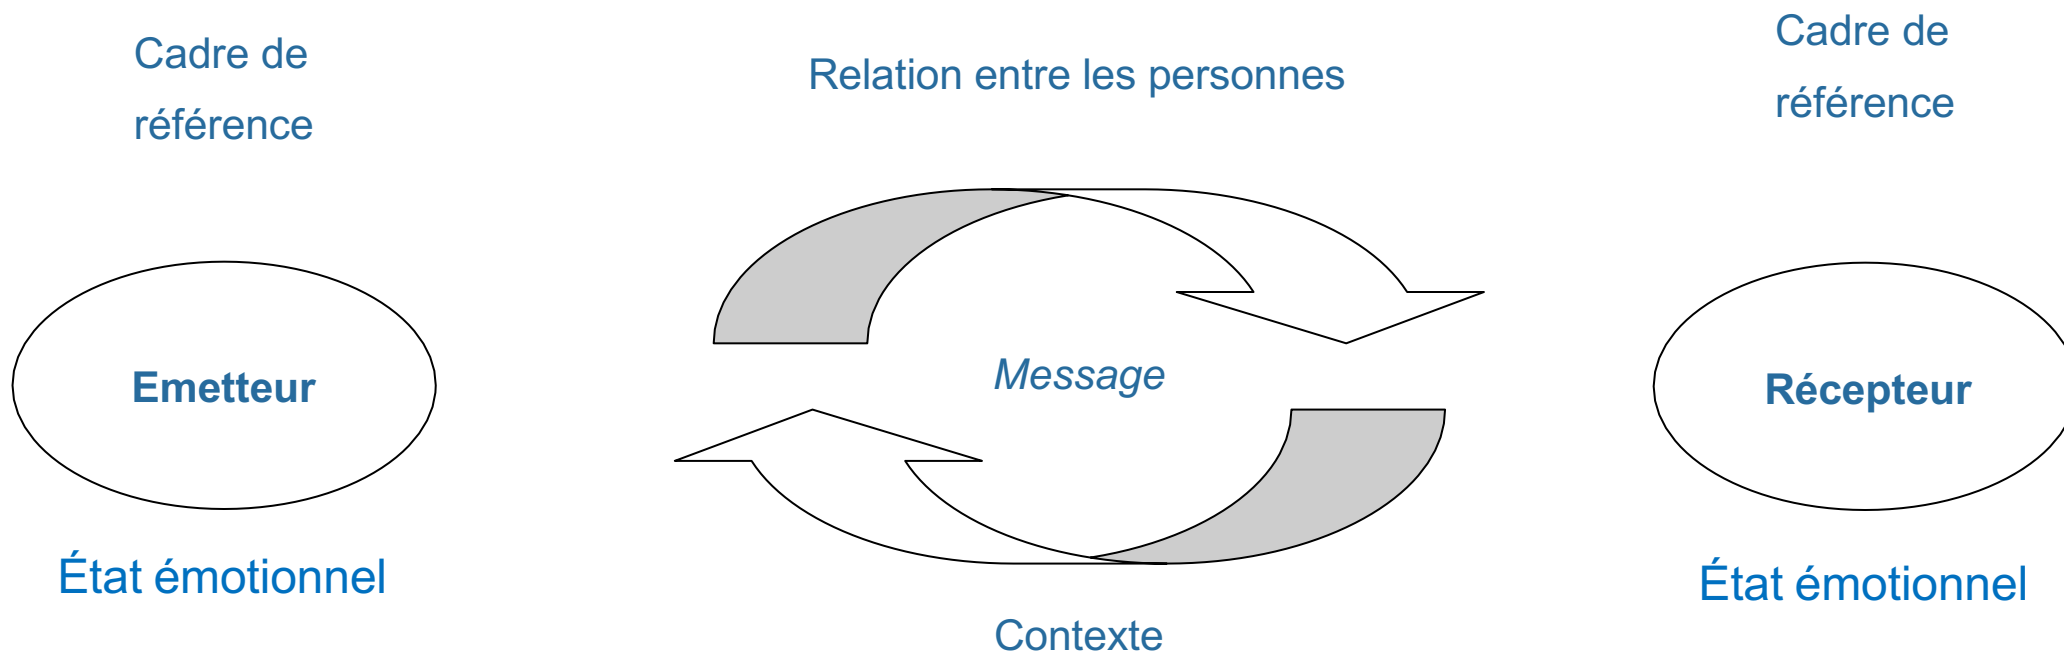 Cadre de
référence
Relation entre les personnes
Cadre de
référence
Emetteur
Message
Récepteur
État émotionnel
État émotionnel
Contexte